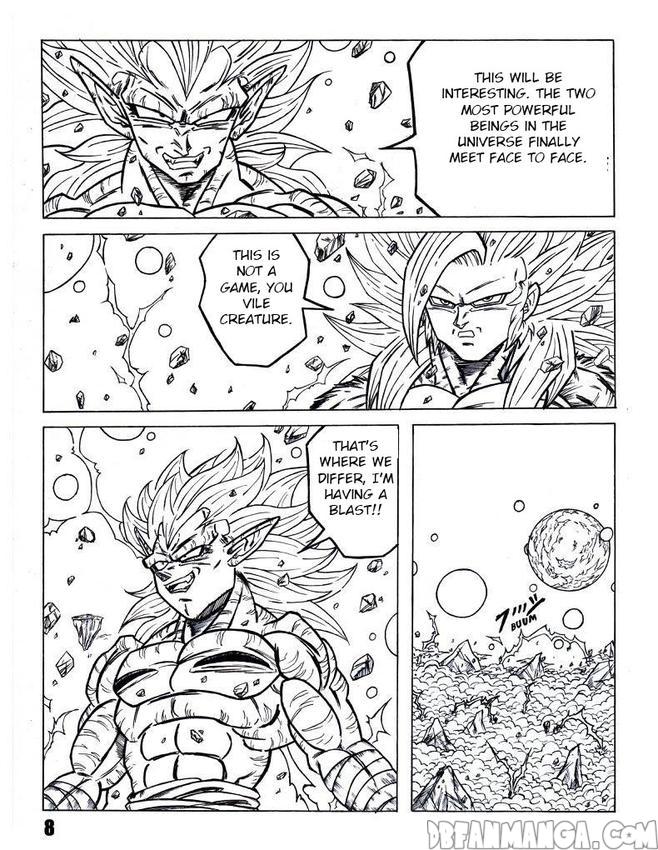 THIS WILL BE
INTERESTING. THE TWO
MOST POWERFUL
BEINGS IN THE
UNIVERSE FINALLY
MEET FACE TO FACE.
THIS IS
NOT A
GAME, YOU
VILE
CREATURE.
THAT'S
WHERE WE
DIFFER, I'M
HAVING A
BLAST!!
BUUM
8
DBFANMANGA.COM